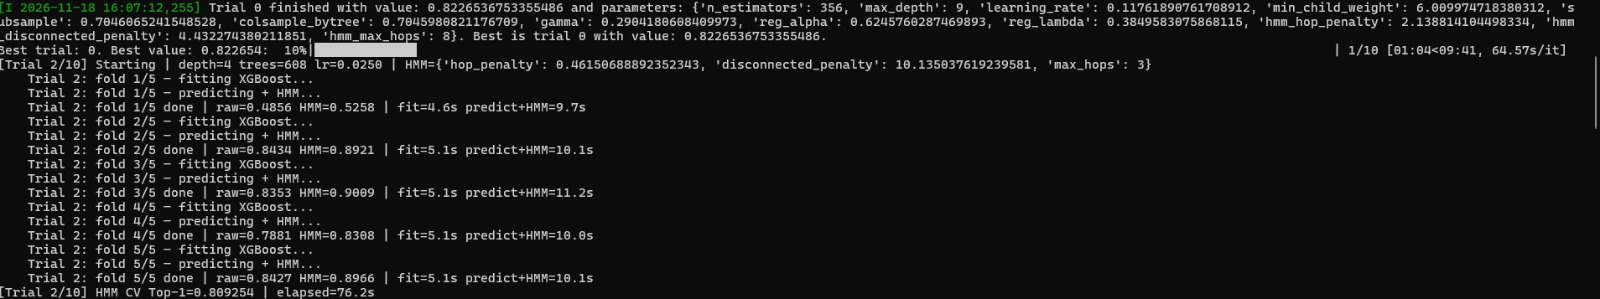 [I 2026-11-18 16:07:12,255] Trial 0 finished with value: 0.8226536753355486 and parameters: {'n_estimators': 356, 'max_depth': 9, 'learning_rate': 0.11761890761708912, 'min_child_weight': 6.009974718380312, 's
ubsample': 0.7046065241548528, 'colsample_bytree': 0.7045980821176709, 'gamma': 0.2904180608409973, 'reg_alpha': 0.6245760287469893, 'reg_lambda': 0.38495833075868115, 'hmm_hop_penalty': 2.138814104498334, 'hmm
_disconnected_penalty': 4.432274380211851, 'hmm_max_hops': 8}. Best is trial 0 with value: 0.8226536753355486.
Best trial: 0. Best value: 0.822654:  10%|          | 1/10 [01:04<09:41, 64.57s/it]
[Trial 2/10] Starting | depth=4 trees=608 lr=0.0250 | HMM={'hop_penalty': 0.46150688892352343, 'disconnected_penalty': 10.135037619239581, 'max_hops': 3}
    Trial 2: fold 1/5 — fitting XGBoost...
    Trial 2: fold 1/5 — predicting + HMM...
    Trial 2: fold 1/5 done | raw=0.4856 HMM=0.5258 | fit=4.6s predict+HMM=9.7s
    Trial 2: fold 2/5 — fitting XGBoost...
    Trial 2: fold 2/5 — predicting + HMM...
    Trial 2: fold 2/5 done | raw=0.8434 HMM=0.8921 | fit=5.1s predict+HMM=10.1s
    Trial 2: fold 3/5 — fitting XGBoost...
    Trial 2: fold 3/5 — predicting + HMM...
    Trial 2: fold 3/5 done | raw=0.8353 HMM=0.9009 | fit=5.1s predict+HMM=11.2s
    Trial 2: fold 4/5 — fitting XGBoost...
    Trial 2: fold 4/5 — predicting + HMM...
    Trial 2: fold 4/5 done | raw=0.7881 HMM=0.8308 | fit=5.1s predict+HMM=10.0s
    Trial 2: fold 5/5 — fitting XGBoost...
    Trial 2: fold 5/5 — predicting + HMM...
    Trial 2: fold 5/5 done | raw=0.8427 HMM=0.8966 | fit=5.1s predict+HMM=10.1s
[Trial 2/10] HMM CV Top-1=0.809254 | elapsed=76.2s